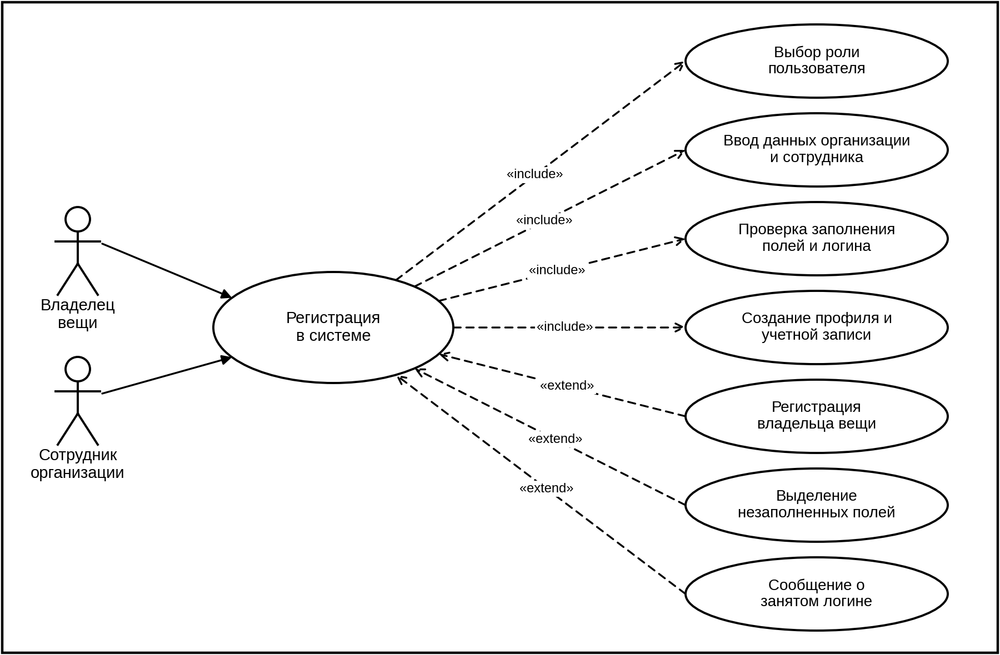 Владелец
вещи
Сотрудник
организации
Регистрация
в системе
«include»
«include»
«include»
«include»
«extend»
«extend»
«extend»
Выбор роли
пользователя
Ввод данных организации
и сотрудника
Проверка заполнения
полей и логина
Создание профиля и
учетной записи
Регистрация
владельца вещи
Выделение
незаполненных полей
Сообщение о
занятом логине